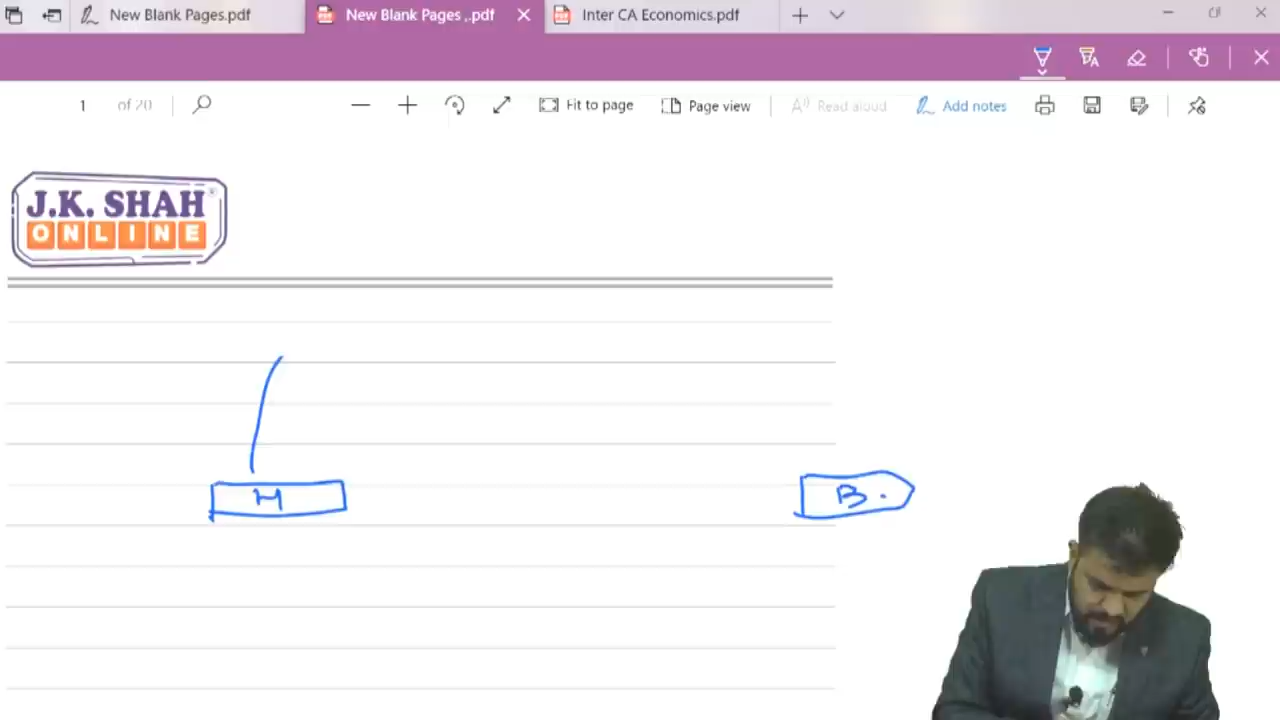 New Blank Pages.pdf
New Blank Pages ,.pdf
Inter CA Economics.pdf
1 of 20
Fit to page
Page view
Read aloud
Add notes
J.K. SHAH
ONLINE
H
B.